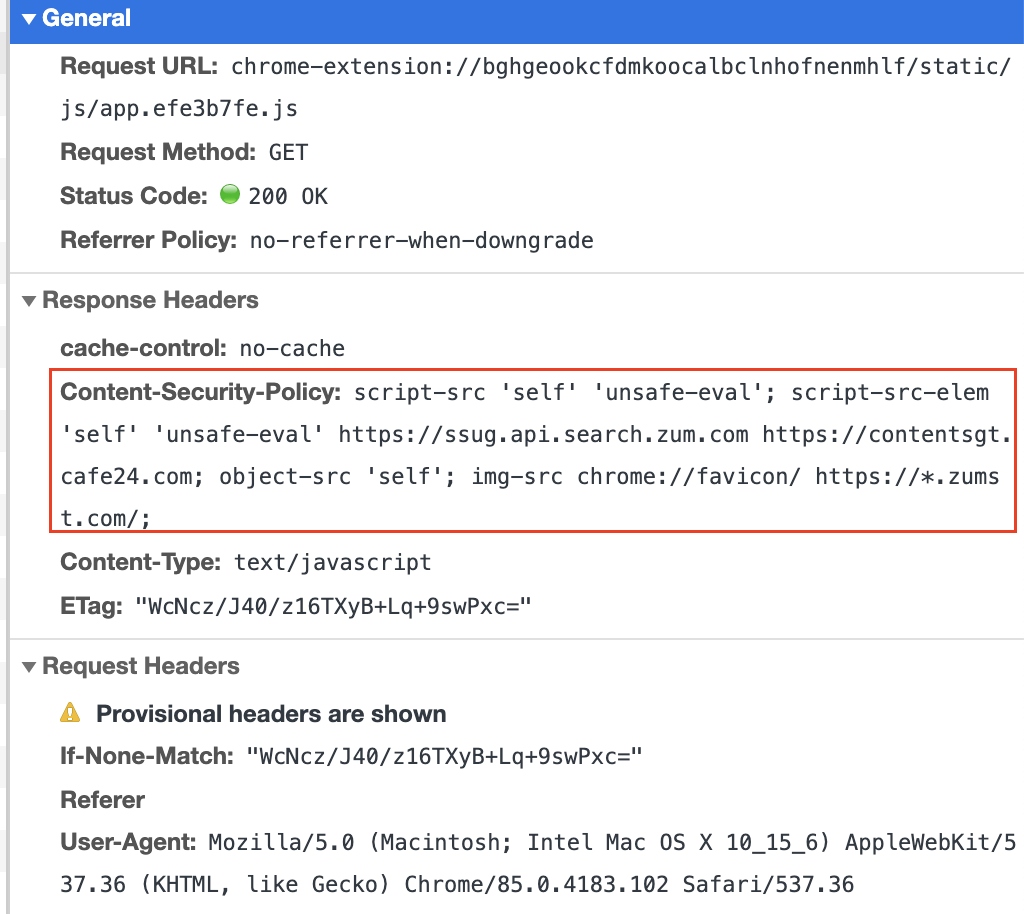 General
Request URL: chrome-extension://bghgeookcfdmkoocalbclnhofnenmhlf/static/
js/app.efe3b7fe.js
Request Method: GET
Status Code: 200 OK
Referrer Policy: no-referrer-when-downgrade
Response Headers
cache-control: no-cache
Content-Security-Policy: script-src 'self' 'unsafe-eval'; script-src-elem
'self' 'unsafe-eval' https://ssug.api.search.zum.com https://contentsgt.
cafe24.com; object-src 'self'; img-src chrome://favicon/ https://*.zums
t.com/;
Content-Type: text/javascript
ETag: "WcNcz/J40/z16TXyB+Lq+9swPxc="
Request Headers
Provisional headers are shown
If-None-Match: "WcNcz/J40/z16TXyB+Lq+9swPxc="
Referer
User-Agent: Mozilla/5.0 (Macintosh; Intel Mac OS X 10_15_6) AppleWebKit/5
37.36 (KHTML, like Gecko) Chrome/85.0.4183.102 Safari/537.36